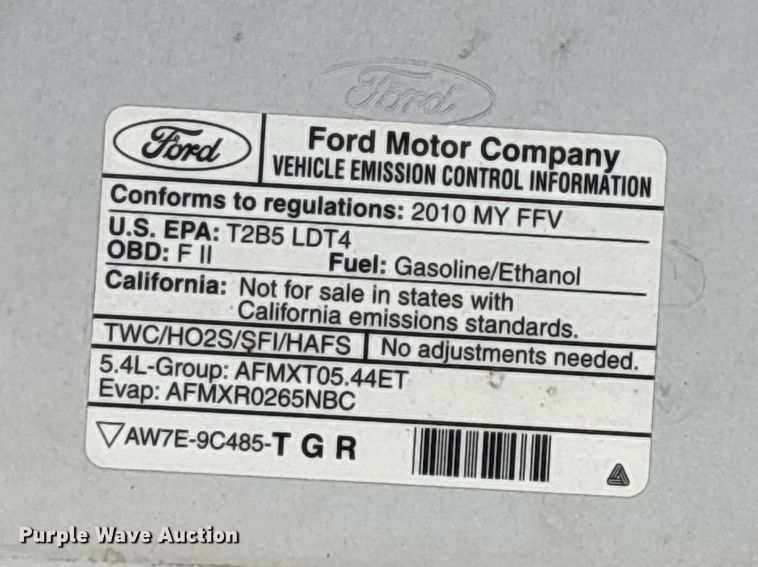 Ford
Ford
Ford Motor Company
VEHICLE EMISSION CONTROL INFORMATION
Conforms to regulations: 2010 MY FFV
U.S. EPA: T2B5 LDT4
OBD: F II Fuel: Gasoline/Ethanol
California: Not for sale in states with
California emissions standards.
TWC/HO2S/SFI/HAFS No adjustments needed.
5.4L-Group: AFMXT05.44ET
Evap: AFMXR0265NBC
AW7E-9C485-TGR
Purple Wave Auction